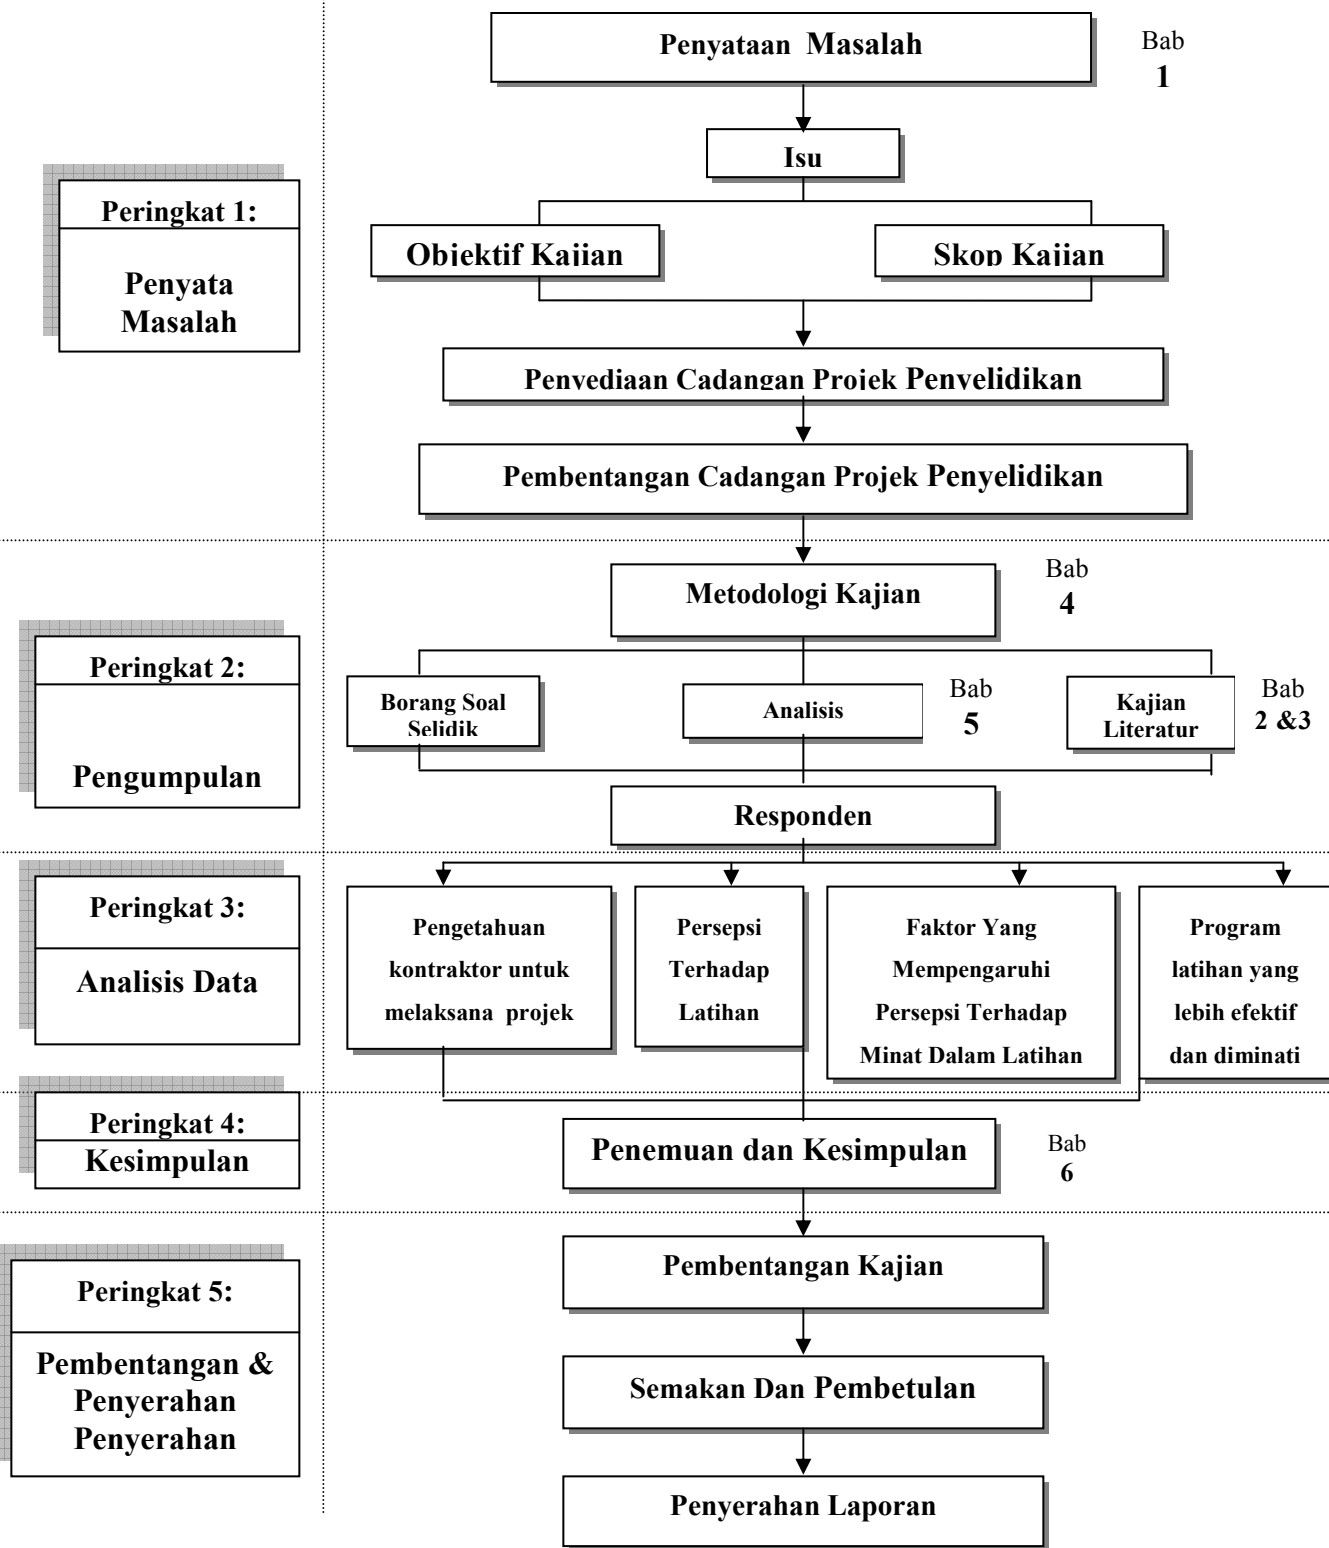 Penyataan Masalah
Bab
1
Isu
Peringkat 1:
Penyata
Masalah
Objektif Kajian
Skop Kajian
Penyediaan Cadangan Projek Penyelidikan
Pembentangan Cadangan Projek Penyelidikan
Metodologi Kajian
Bab
4
Peringkat 2:
Pengumpulan
Borang Soal
Selidik
Analisis
Bab
5
Kajian
Literatur
Bab
2 &3
Responden
Peringkat 3:
Analisis Data
Pengetahuan
kontraktor untuk
melaksana projek
Persepsi
Terhadap
Latihan
Faktor Yang
Mempengaruhi
Persepsi Terhadap
Minat Dalam Latihan
Program
latihan yang
lebih efektif
dan diminati
Peringkat 4:
Kesimpulan
Penemuan dan Kesimpulan
Bab
6
Peringkat 5:
Pembentangan &
Penyerahan
Penyerahan
Pembentangan Kajian
Semakan Dan Pembetulan
Penyerahan Laporan